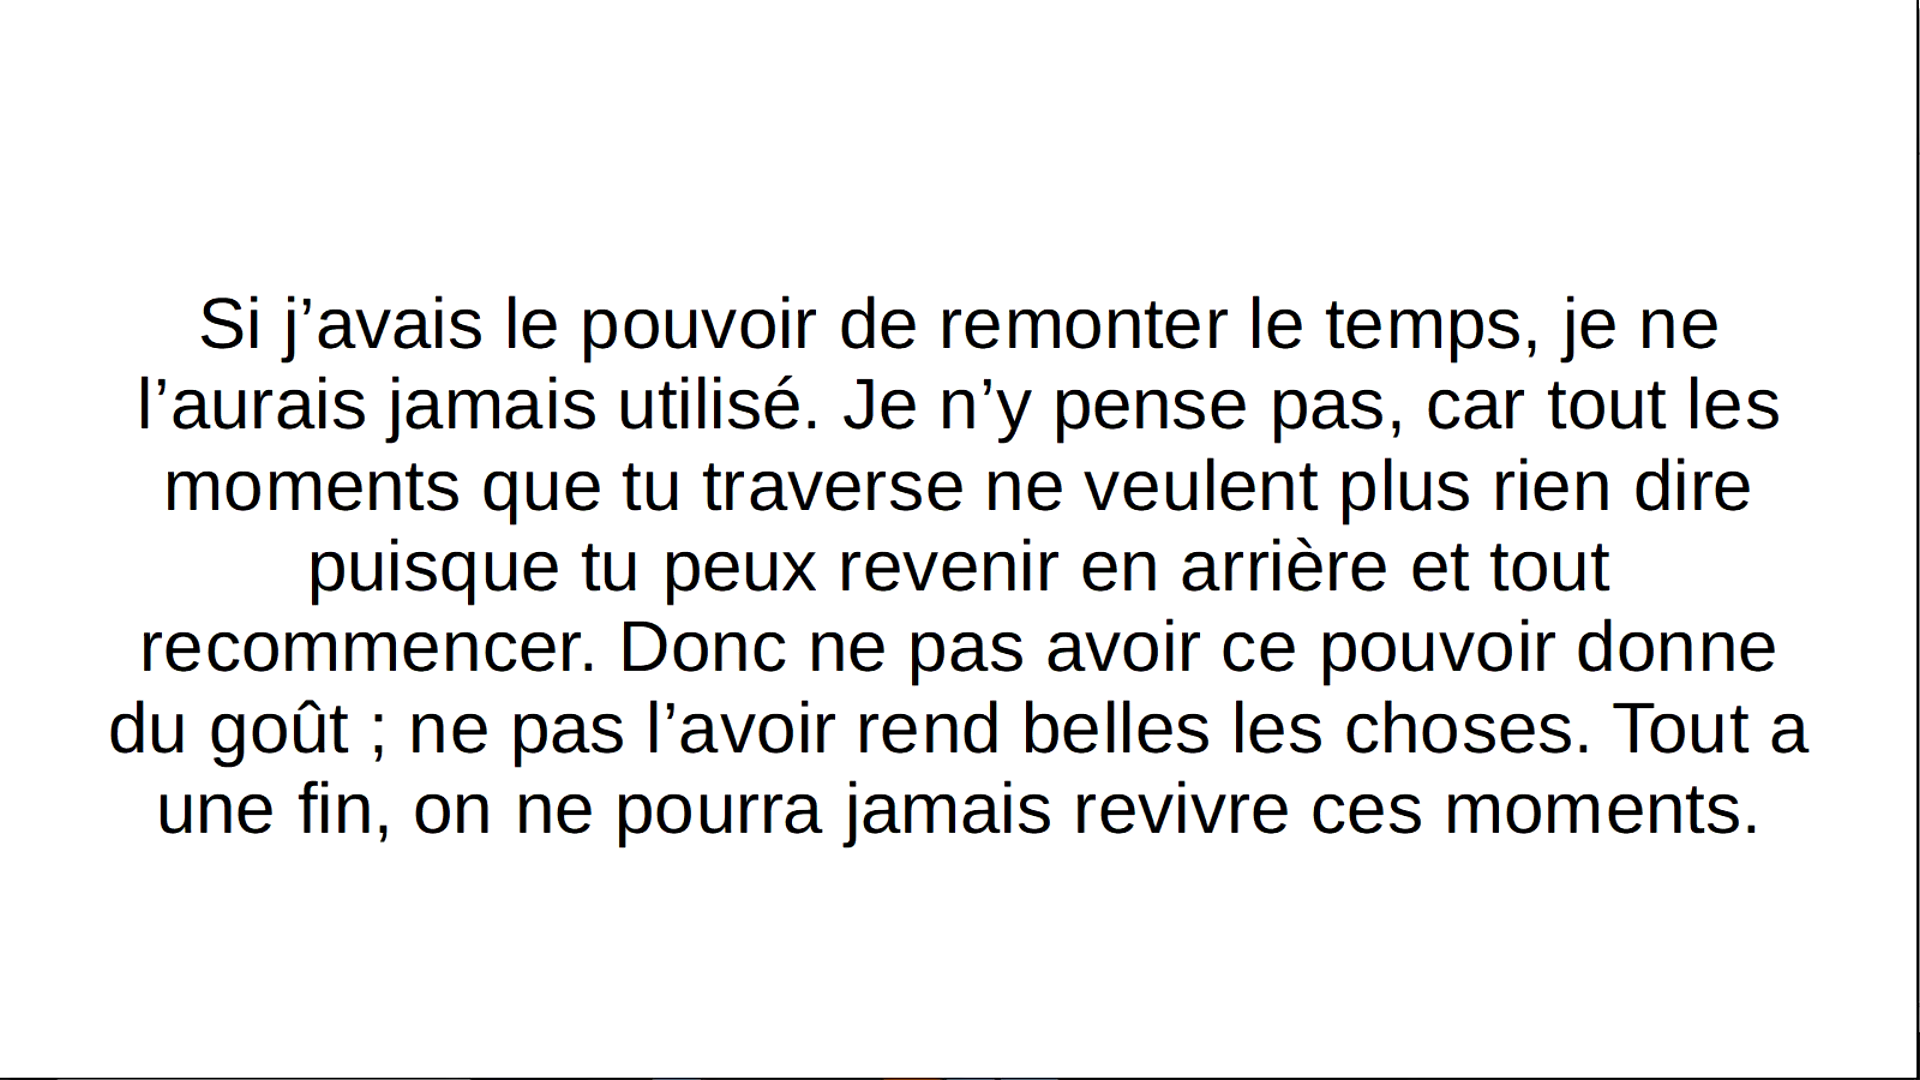 Si j’avais le pouvoir de remonter le temps, je ne
l’aurais jamais utilisé. Je n’y pense pas, car tout les
moments que tu traverse ne veulent plus rien dire
puisque tu peux revenir en arrière et tout
recommencer. Donc ne pas avoir ce pouvoir donne
du goût ; ne pas l’avoir rend belles les choses. Tout a
une fin, on ne pourra jamais revivre ces moments.